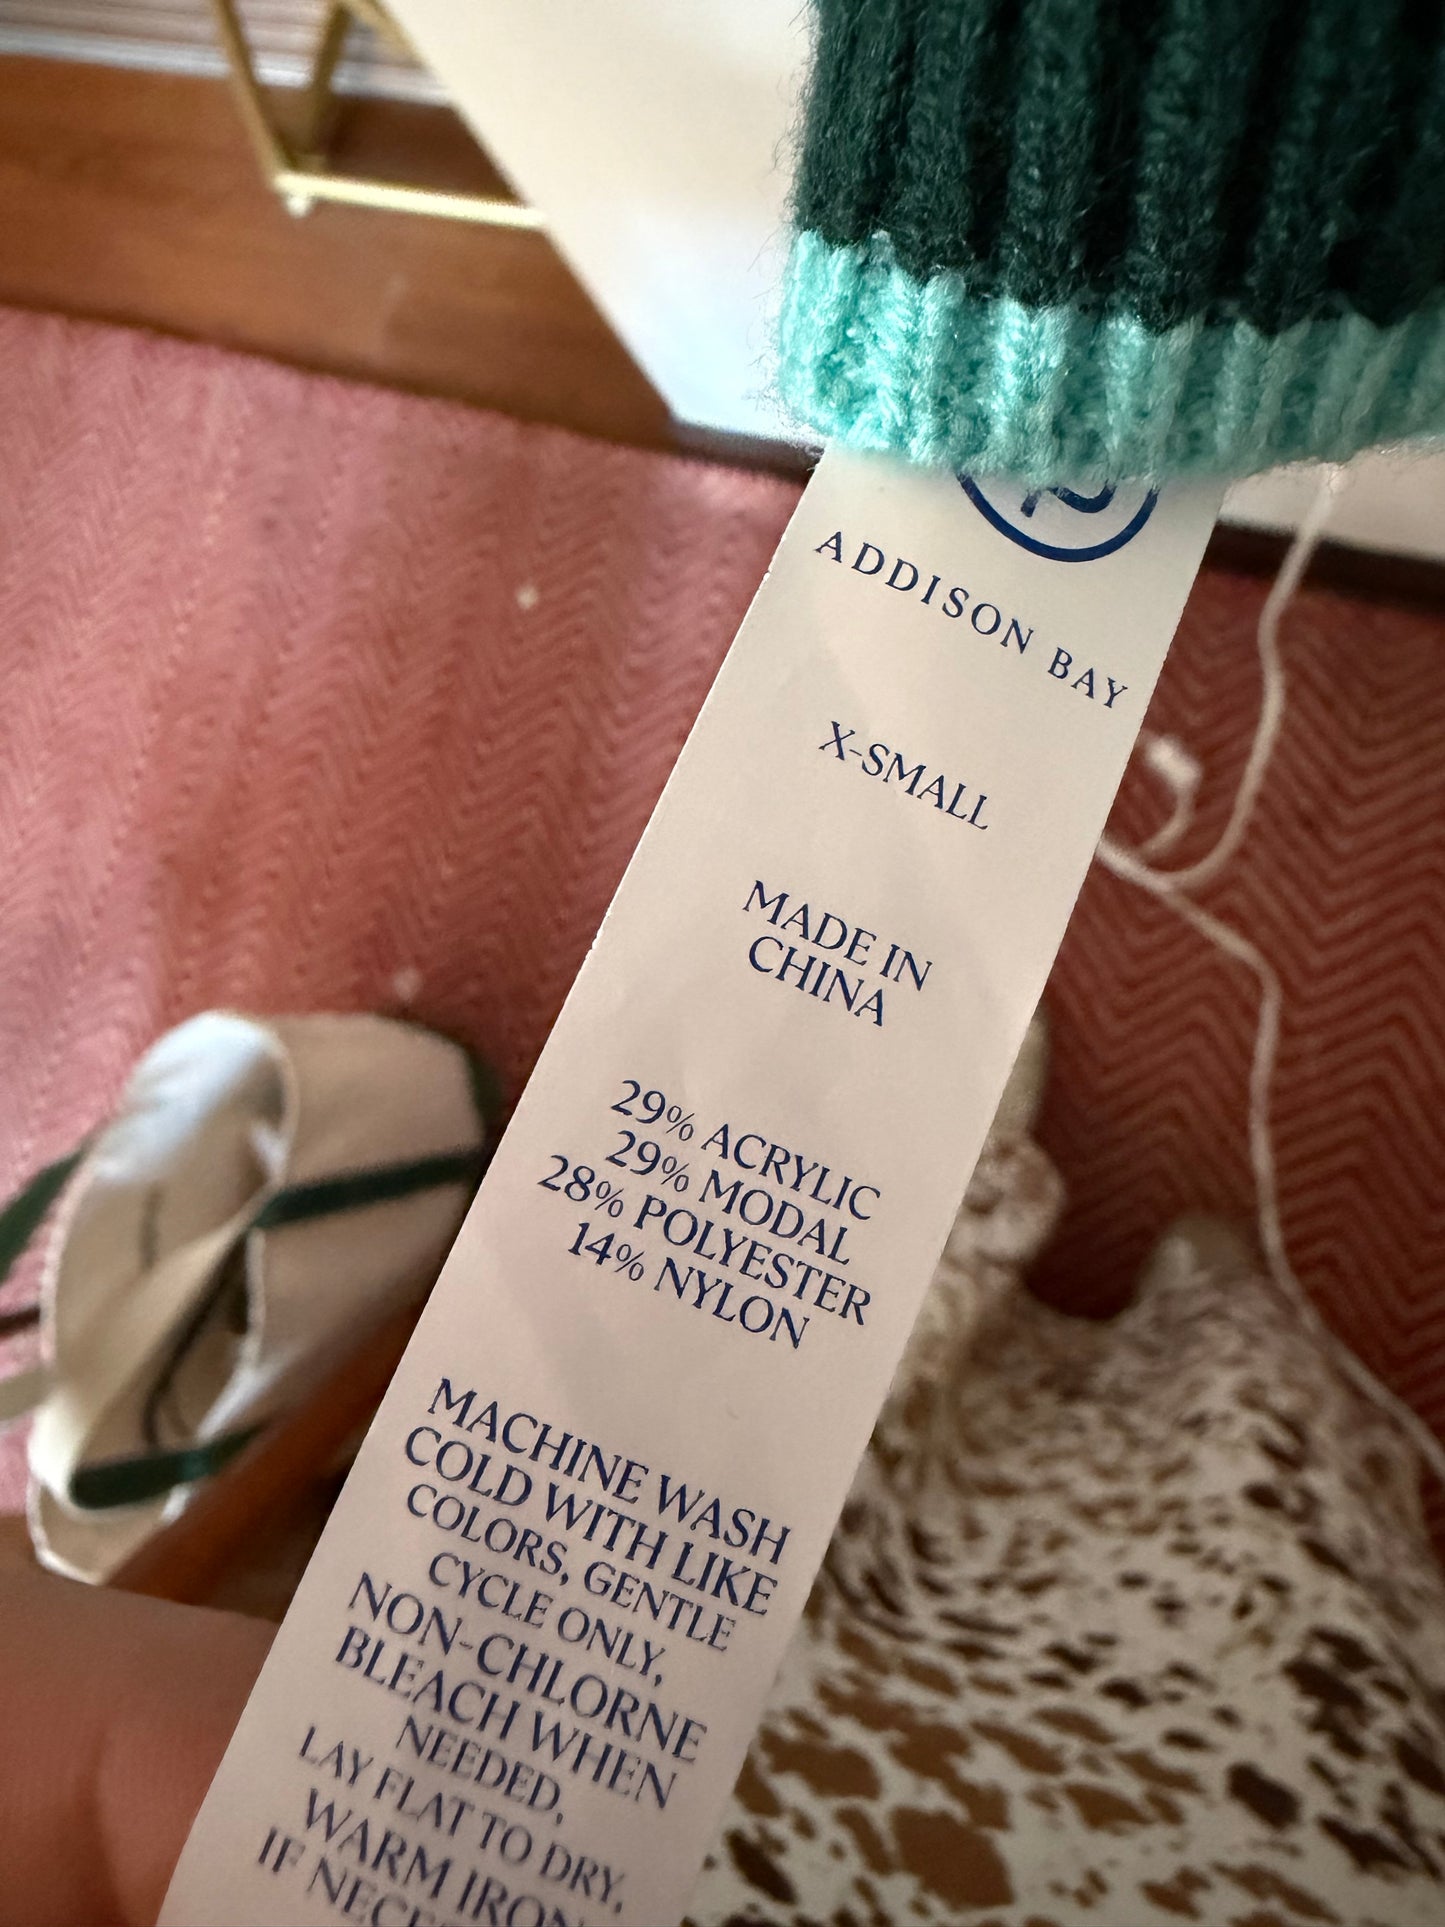 ADDISON BAY
X-SMALL
MADE IN
CHINA
29% ACRYLIC
29% MODAL
28% POLYESTER
14% NYLON
MACHINE WASH
COLD WITH LIKE
COLORS, GENTLE
CYCLE ONLY,
NON-CHLORNE
BLEACH WHEN
NEEDED,
LAY FLAT TO DRY,
WARM IRON
IF